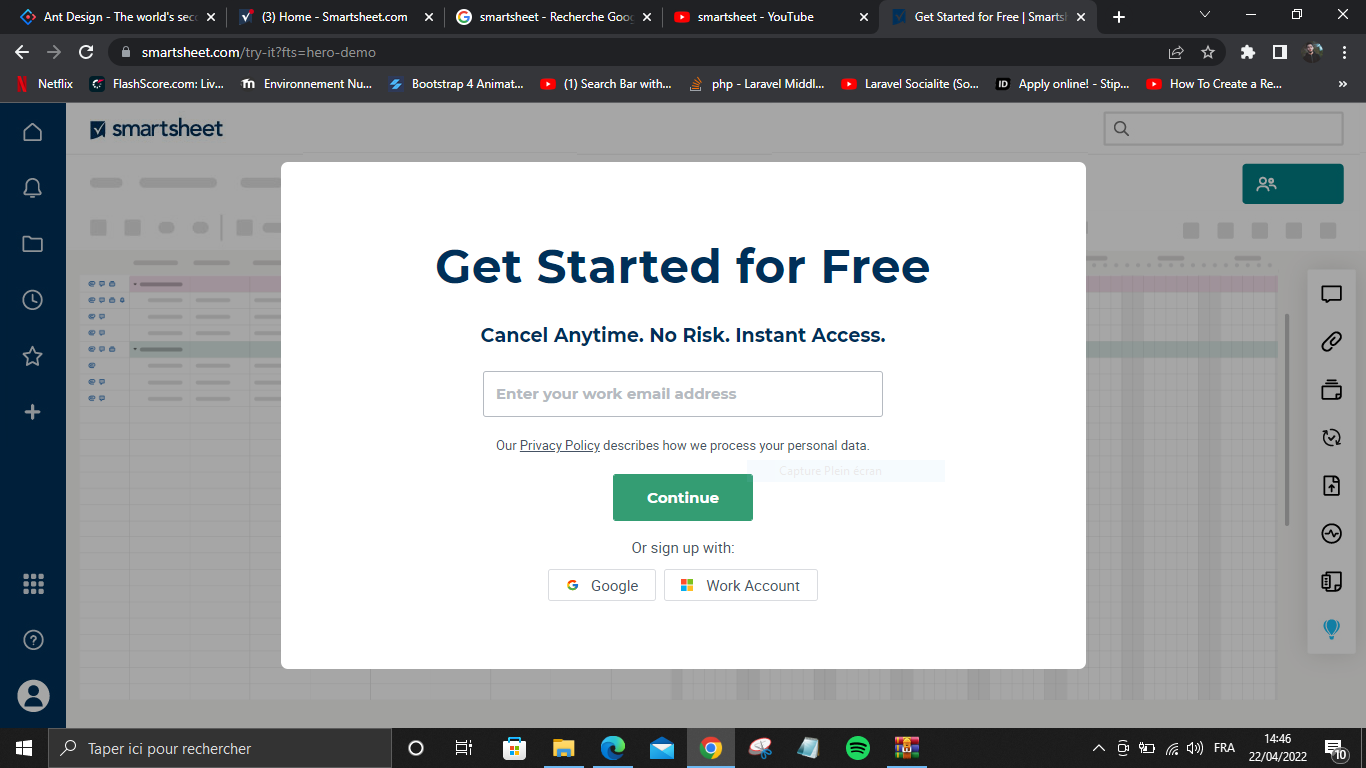 Ant Design - The world's seco
(3) Home - Smartsheet.com
smartsheet - Recherche Goog
smartsheet - YouTube
Get Started for Free | Smarts
smartsheet.com/try-it?fts=hero-demo
Netflix
FlashScore.com: Liv...
Environnement Nu...
Bootstrap 4 Animat...
(1) Search Bar with...
php - Laravel Middl...
Laravel Socialite (So...
Apply online! - Stip...
How To Create a Re...
smartsheet
Get Started for Free
Cancel Anytime. No Risk. Instant Access.
Enter your work email address
Our Privacy Policy describes how we process your personal data.
Capture Plein écran
Continue
Or sign up with:
Google
Work Account
Taper ici pour rechercher
FRA
14:46
22/04/2022
10